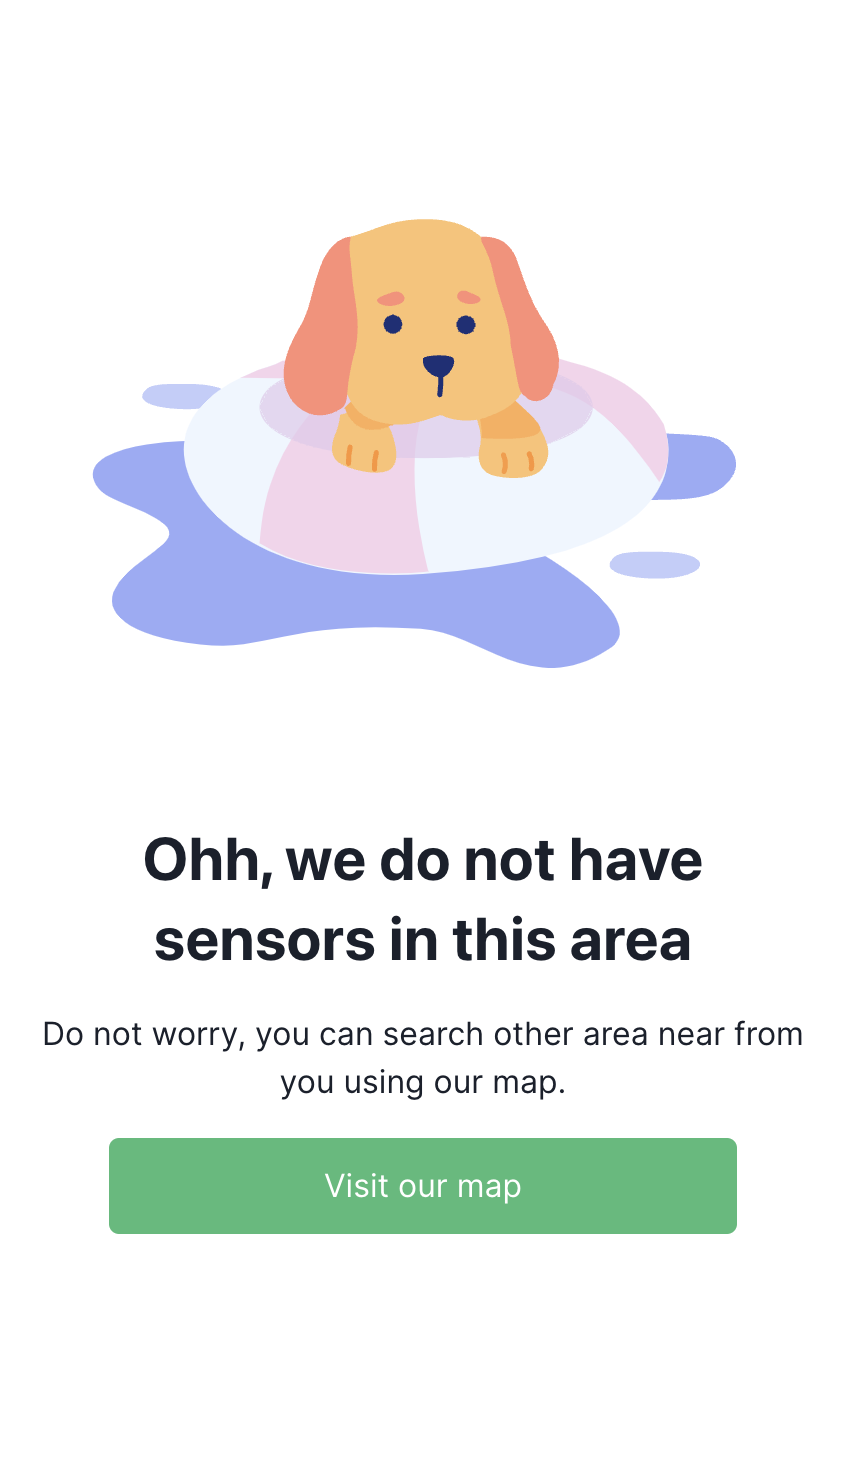 Ohh, we do not have
sensors in this area
Do not worry, you can search other area near from
you using our map.
Visit our map